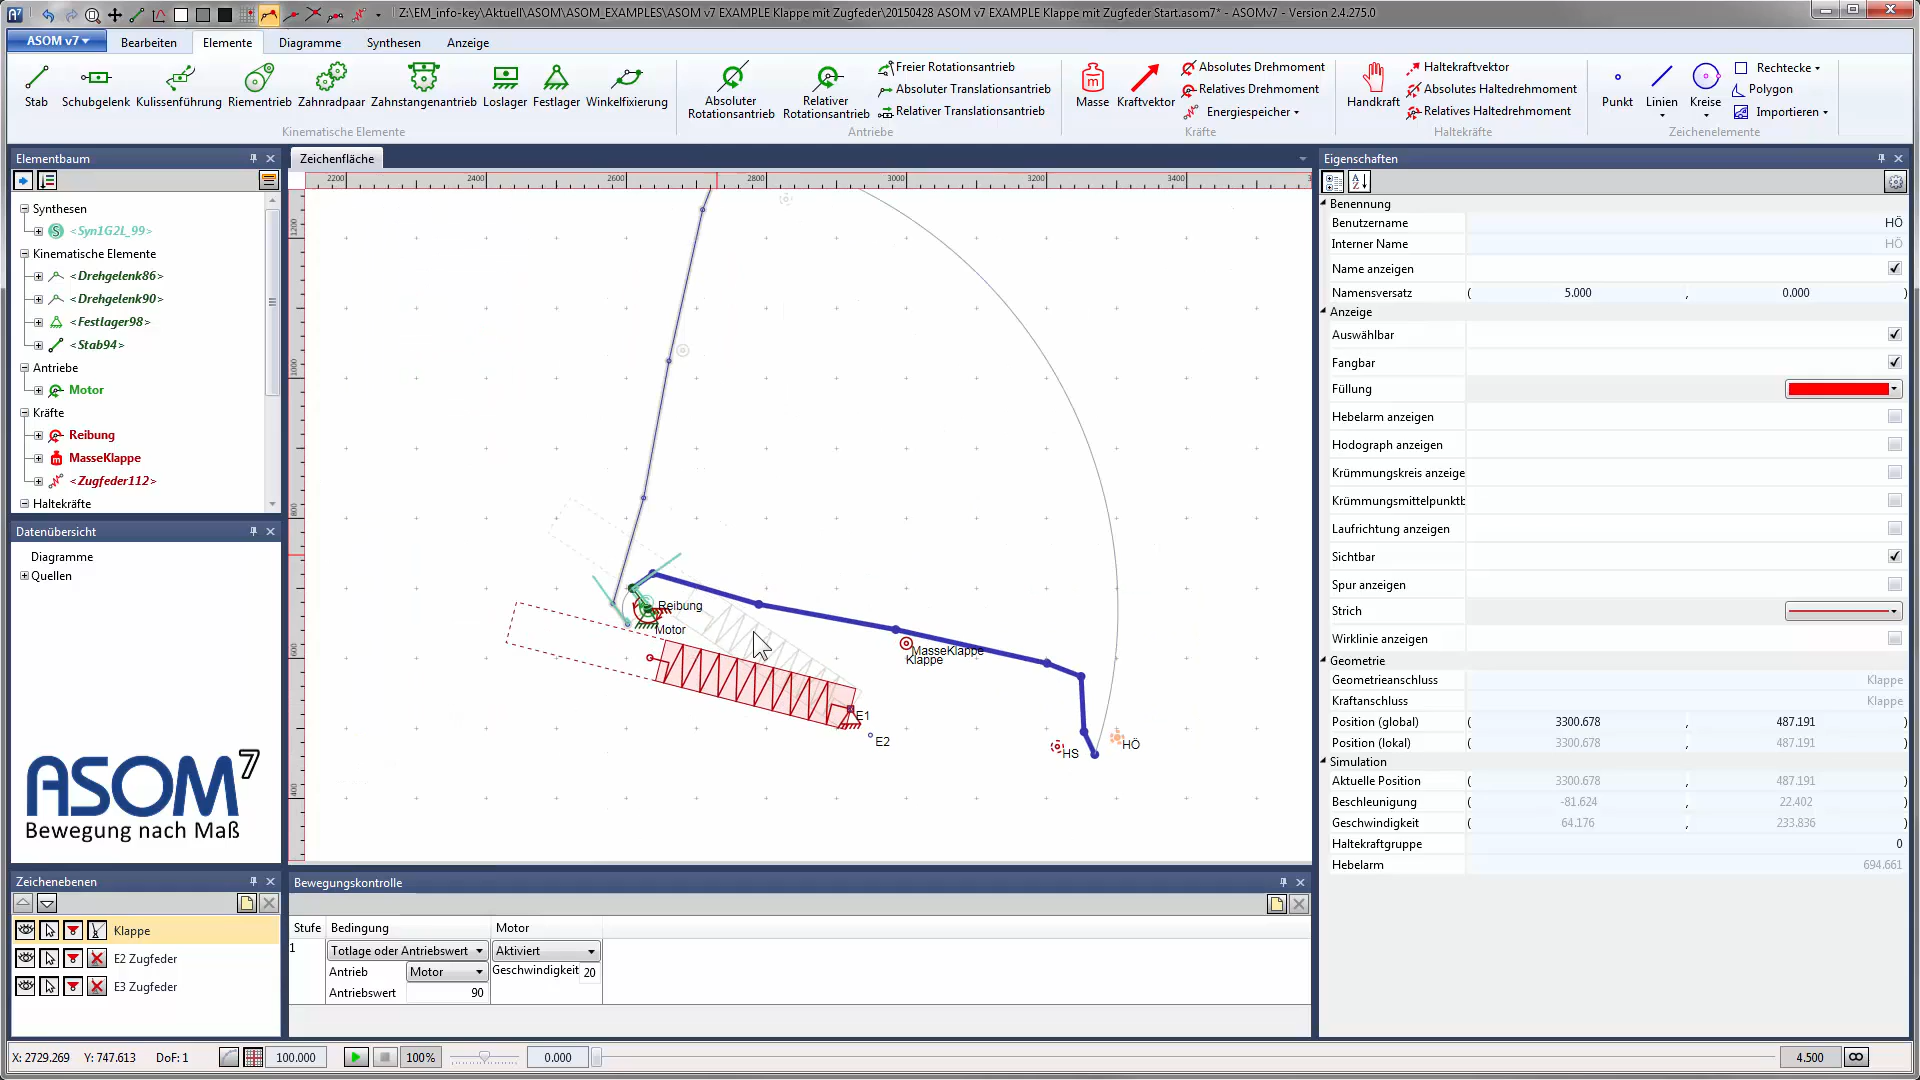 Z:\EM_info-key\Aktuell\ASOM\ASOM_EXAMPLES\ASOM v7 EXAMPLE Klappe mit Zugfeder\20150428 ASOM v7 EXAMPLE Klappe mit Zugfeder Start.asom7* - ASOMv7 - Version 2.4.275.0
ASOM v7
Bearbeiten
Elemente
Diagramme
Synthesen
Anzeige
Stab
Schubgelenk
Kulissenführung
Riementrieb
Zahnradpaar
Zahnstangenantrieb
Loslager
Festlager
Winkelfixierung
Kinematische Elemente
Absoluter Rotationsantrieb
Relativer Rotationsantrieb
Freier Rotationsantrieb
Absoluter Translationsantrieb
Relativer Translationsantrieb
Antriebe
Masse
Kraftvektor
Absolutes Drehmoment
Relatives Drehmoment
Energiespeicher
Kräfte
Handkraft
Haltekraftvektor
Absolutes Haltedrehmoment
Relatives Haltedrehmoment
Haltekräfte
Punkt
Linien
Kreise
Rechtecke
Polygon
Importieren
Zeichenelemente
Elementbaum
Synthesen
<Syn1G2L_99>
Kinematische Elemente
<Drehgelenk86>
<Drehgelenk90>
<Festlager98>
<Stab94>
Antriebe
Motor
Kräfte
Reibung
MasseKlappe
<Zugfeder112>
Haltekräfte
Datenübersicht
Diagramme
Quellen
ASOM7
Bewegung nach Maß
Zeichenebenen
Klappe
E2 Zugfeder
E3 Zugfeder
Zeichenfläche
2200 2400 2600 2800 3000 3200 3400
1200
1000
800
600
400
Reibung
Motor
MasseKlappe
Klappe
E1
E2
HS
HÖ
Bewegungskontrolle
Stufe Bedingung Motor
1 Totlage oder Antriebswert Aktiviert
Antrieb Motor Geschwindigkeit 20
Antriebswert 90
Eigenschaften
Benennung
Benutzername HÖ
Interner Name HÖ
Name anzeigen
Namensversatz ( 5.000 , 0.000 )
Anzeige
Auswählbar
Fangbar
Füllung
Hebelarm anzeigen
Hodograph anzeigen
Krümmungskreis anzeige
Krümmungsmittelpunktb
Laufrichtung anzeigen
Sichtbar
Spur anzeigen
Strich
Wirklinie anzeigen
Geometrie
Geometrieanschluss Klappe
Kraftanschluss Klappe
Position (global) ( 3300.678 , 487.191 )
Position (lokal) ( 3300.678 , 487.191 )
Simulation
Aktuelle Position ( 3300.678 , 487.191 )
Beschleunigung ( -81.624 , 22.402 )
Geschwindigkeit ( 64.176 , 233.836 )
Haltekraftgruppe 0
Hebelarm 694.661
X: 2729.269 Y: 747.613 DoF: 1 100.000 100% 0.000 4.500